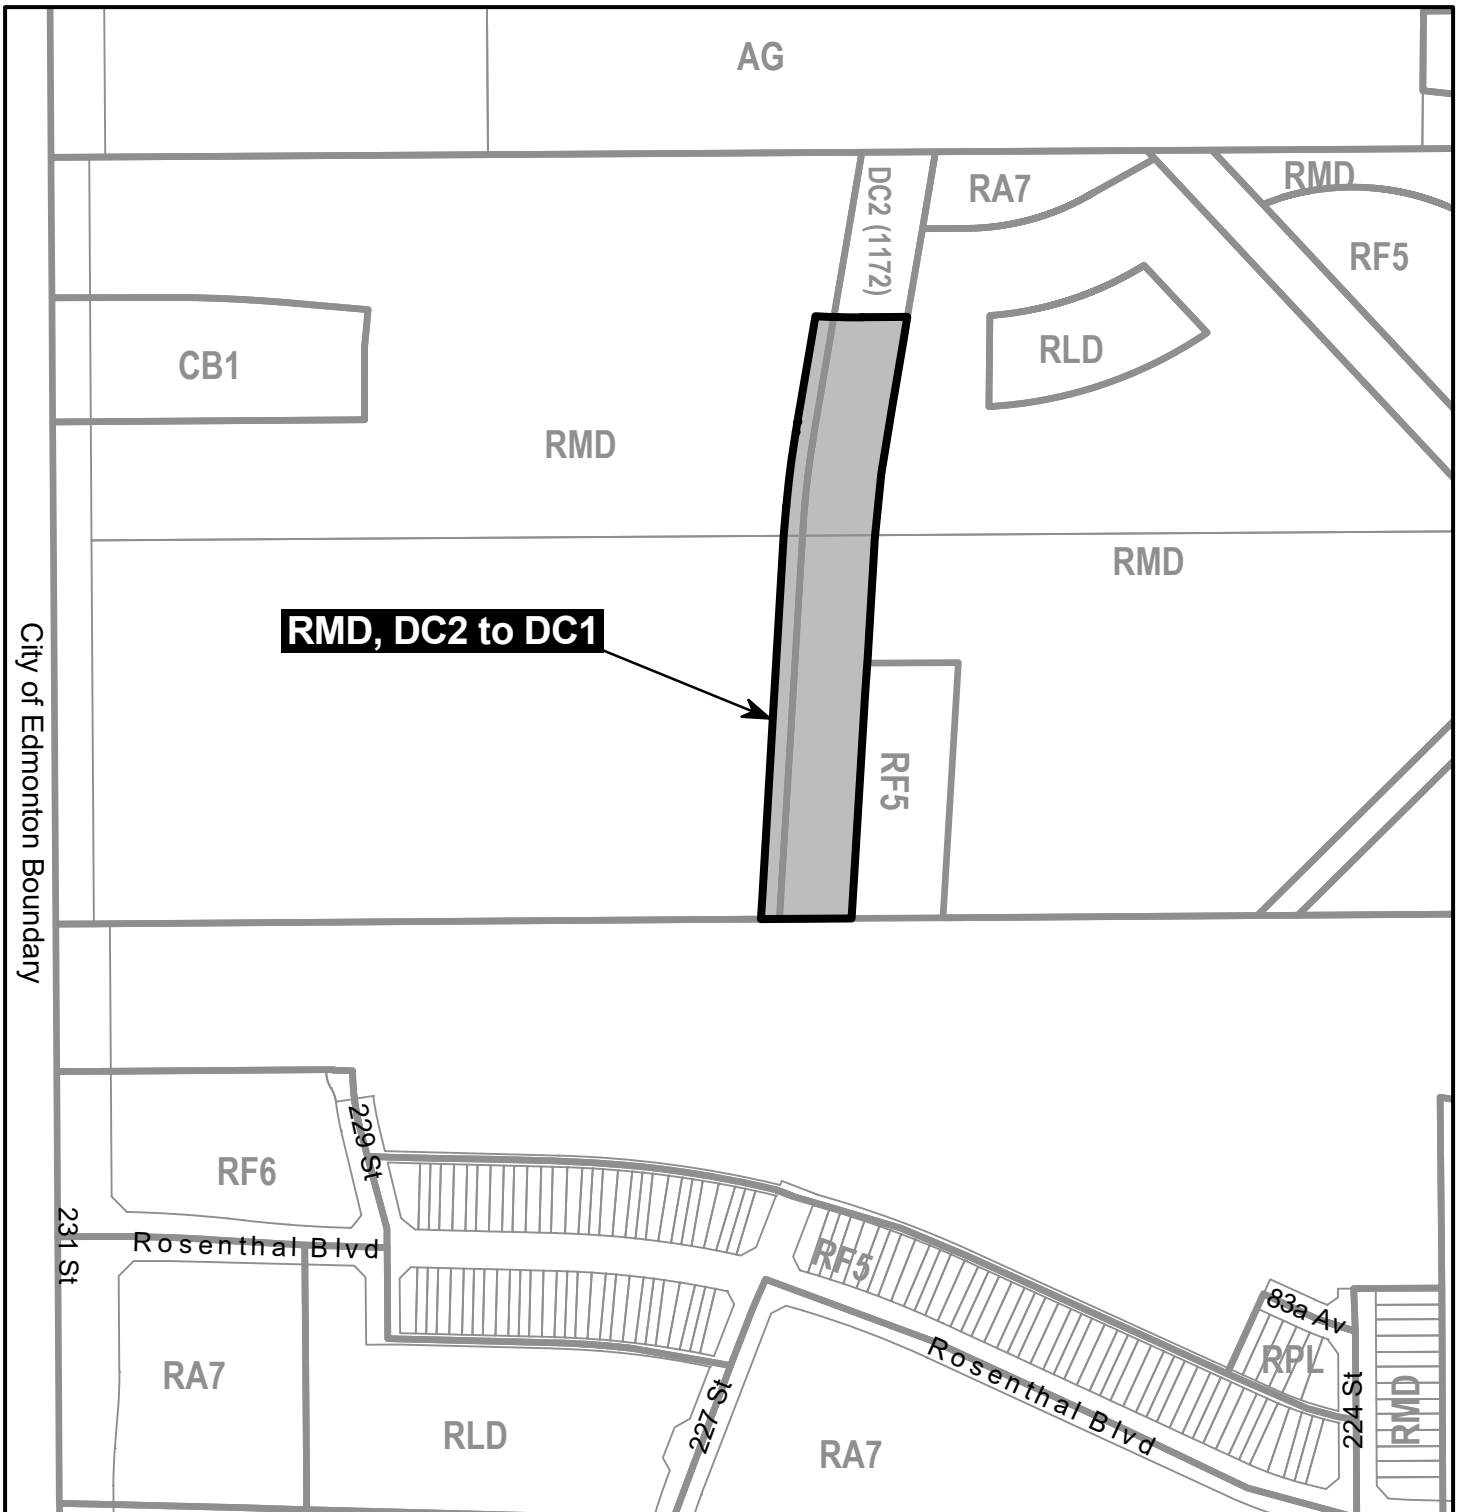 AG
RMD
DC2 (1172)
RA7
RF5
RLD
CB1
RMD
RMD
RMD, DC2 to DC1
City of Edmonton Boundary
RF5
229 St
RF6
231 St
Rosenthal Blvd
RF5
83a Av
RPL
RA7
227 St
Rosenthal Blvd
224 St
RMD
RLD
RA7